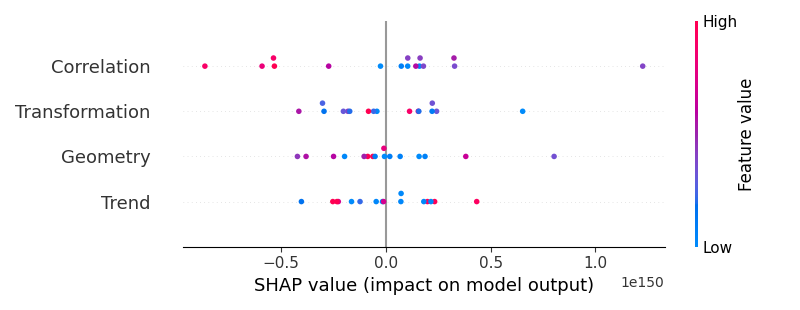 High
Correlation
Transformation
Geometry
Trend
Feature value
Low
−0.5 0.0 0.5 1.0
1e150
SHAP value (impact on model output)